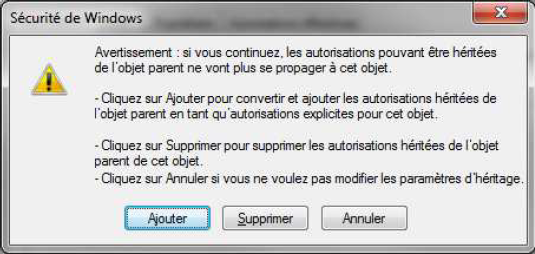 Sécurité de Windows
Avertissement : si vous continuez, les autorisations pouvant être héritées
de l'objet parent ne vont plus se propager à cet objet.
- Cliquez sur Ajouter pour convertir et ajouter les autorisations héritées de
l'objet parent en tant qu'autorisations explicites pour cet objet.
- Cliquez sur Supprimer pour supprimer les autorisations héritées de l'objet
parent de cet objet.
- Cliquez sur Annuler si vous ne voulez pas modifier les paramètres d'héritage.
Ajouter Supprimer Annuler